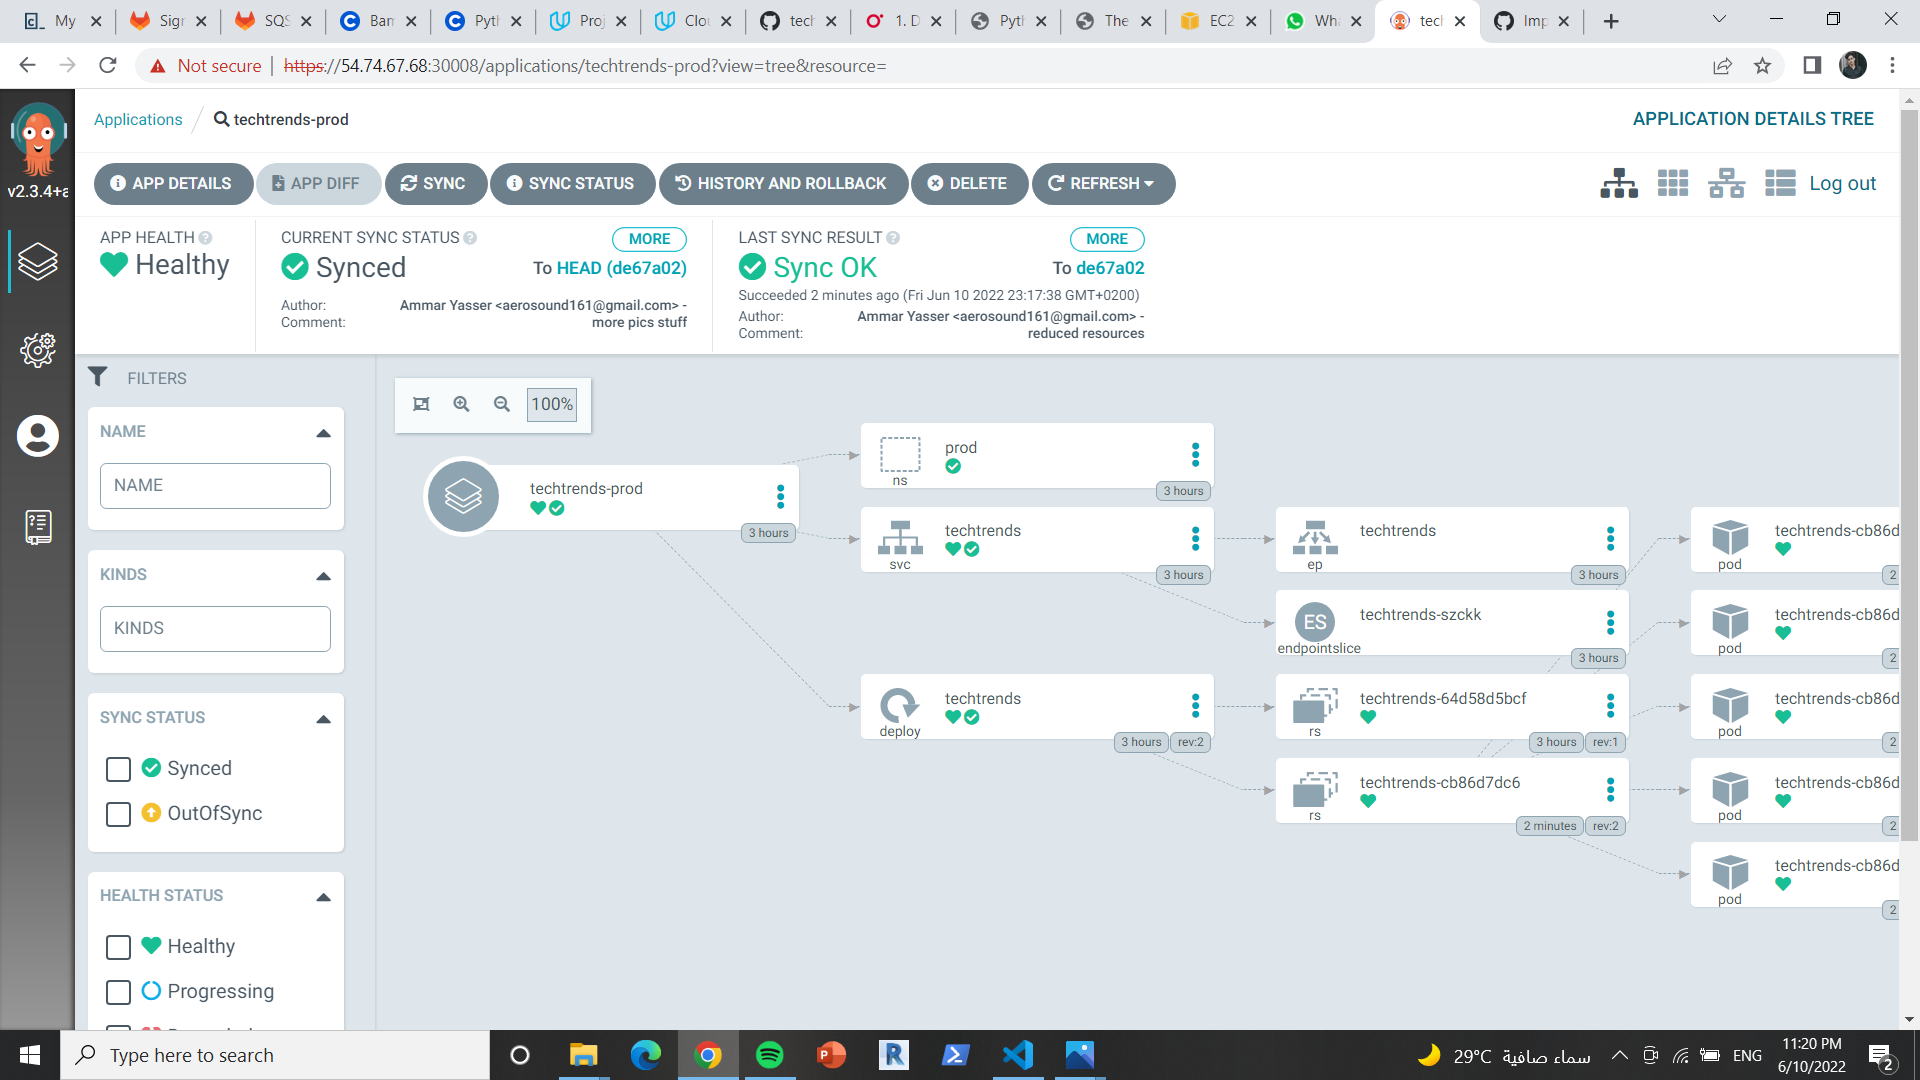 My
Sign
SQS
Bam
Pyth
Proj
Clou
tech
1. D
Pyth
The
EC2
Wha
tech
Imp
Not secure
https://54.74.67.68:30008/applications/techtrends-prod?view=tree&resource=
v2.3.4+a
Applications
techtrends-prod
APPLICATION DETAILS TREE
APP DETAILS
APP DIFF
SYNC
SYNC STATUS
HISTORY AND ROLLBACK
DELETE
REFRESH
Log out
APP HEALTH
Healthy
CURRENT SYNC STATUS
MORE
Synced
To HEAD (de67a02)
Author: Ammar Yasser <aerosound161@gmail.com> -
Comment: more pics stuff
LAST SYNC RESULT
MORE
Sync OK
To de67a02
Succeeded 2 minutes ago (Fri Jun 10 2022 23:17:38 GMT+0200)
Author: Ammar Yasser <aerosound161@gmail.com> -
Comment: reduced resources
FILTERS
NAME
NAME
KINDS
KINDS
SYNC STATUS
Synced
OutOfSync
HEALTH STATUS
Healthy
Progressing
100%
techtrends-prod
3 hours
prod
ns
3 hours
techtrends
svc
3 hours
techtrends
deploy
3 hours
rev:2
techtrends
ep
3 hours
ES
techtrends-szckk
endpointslice
3 hours
techtrends-64d58d5bcf
rs
3 hours
rev:1
techtrends-cb86d7dc6
rs
2 minutes
rev:2
techtrends-cb86d
pod
2
techtrends-cb86d
pod
2
techtrends-cb86d
pod
2
techtrends-cb86d
pod
2
techtrends-cb86d
pod
2
Type here to search
29°C سماء صافية
ENG
11:20 PM
6/10/2022
2